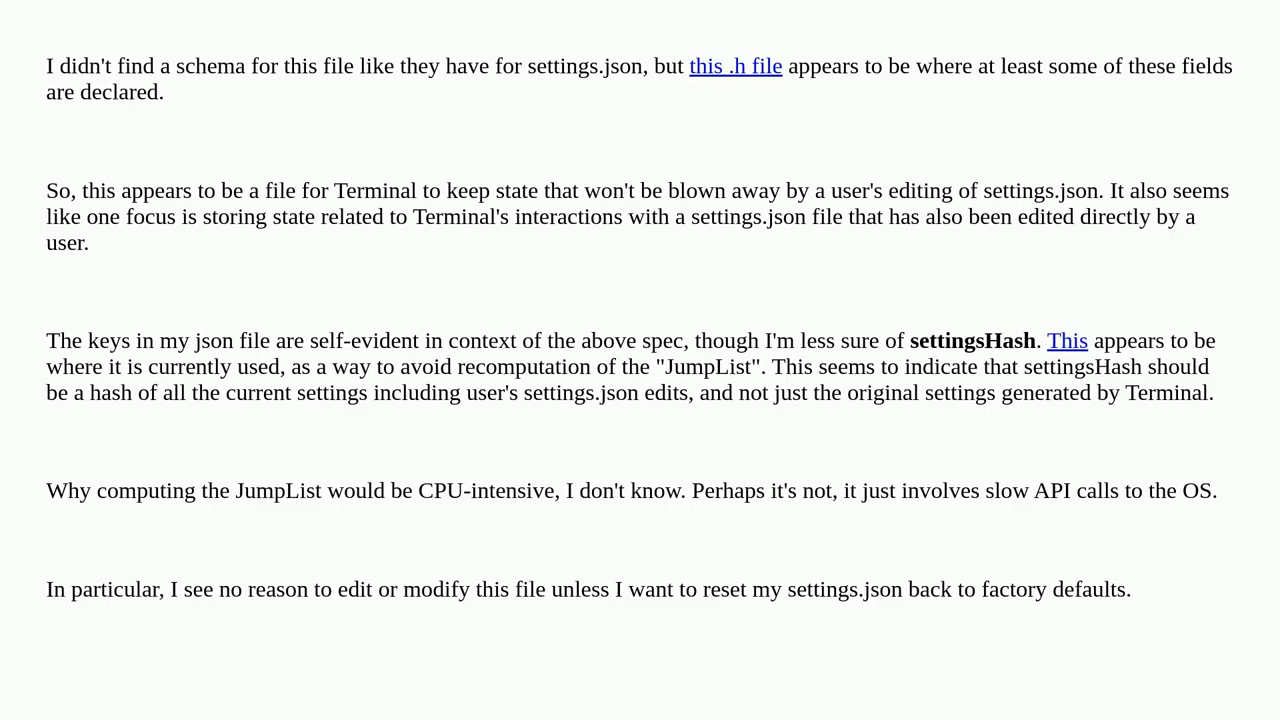 I didn't find a schema for this file like they have for settings.json, but this .h file appears to be where at least some of these fields
are declared.
So, this appears to be a file for Terminal to keep state that won't be blown away by a user's editing of settings.json. It also seems
like one focus is storing state related to Terminal's interactions with a settings.json file that has also been edited directly by a
user.
The keys in my json file are self-evident in context of the above spec, though I'm less sure of settingsHash. This appears to be
where it is currently used, as a way to avoid recomputation of the "JumpList". This seems to indicate that settingsHash should
be a hash of all the current settings including user's settings.json edits, and not just the original settings generated by Terminal.
Why computing the JumpList would be CPU-intensive, I don't know. Perhaps it's not, it just involves slow API calls to the OS.
In particular, I see no reason to edit or modify this file unless I want to reset my settings.json back to factory defaults.